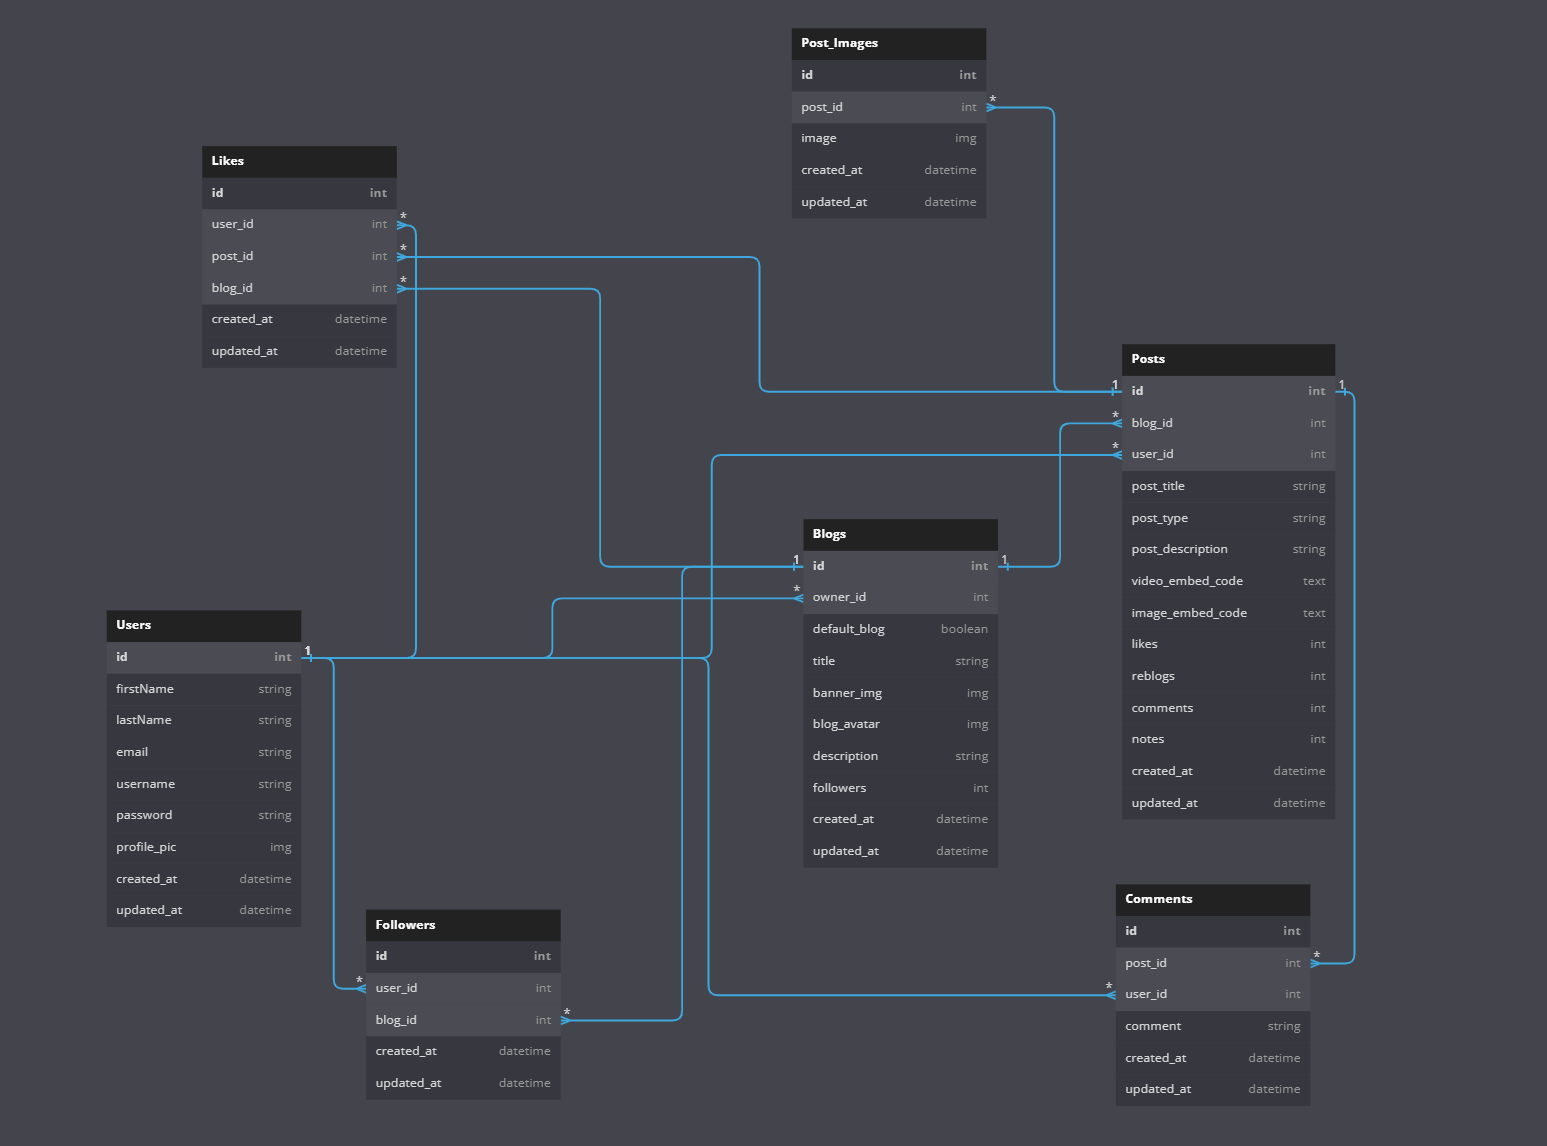 Post_Images
id int
post_id int *
image img
created_at datetime
updated_at datetime
Likes
id int
user_id int *
post_id int *
blog_id int *
created_at datetime
updated_at datetime
Posts
1 id int 1
* blog_id int
* user_id int
post_title string
post_type string
post_description string
video_embed_code text
image_embed_code text
likes int
reblogs int
comments int
notes int
created_at datetime
updated_at datetime
Blogs
1 id int 1
* owner_id int
default_blog boolean
title string
banner_img img
blog_avatar img
description string
followers int
created_at datetime
updated_at datetime
Users
id int 1
firstName string
lastName string
email string
username string
password string
profile_pic img
created_at datetime
updated_at datetime
Followers
id int
* user_id int
blog_id int *
created_at datetime
updated_at datetime
Comments
id int
post_id int *
* user_id int
comment string
created_at datetime
updated_at datetime